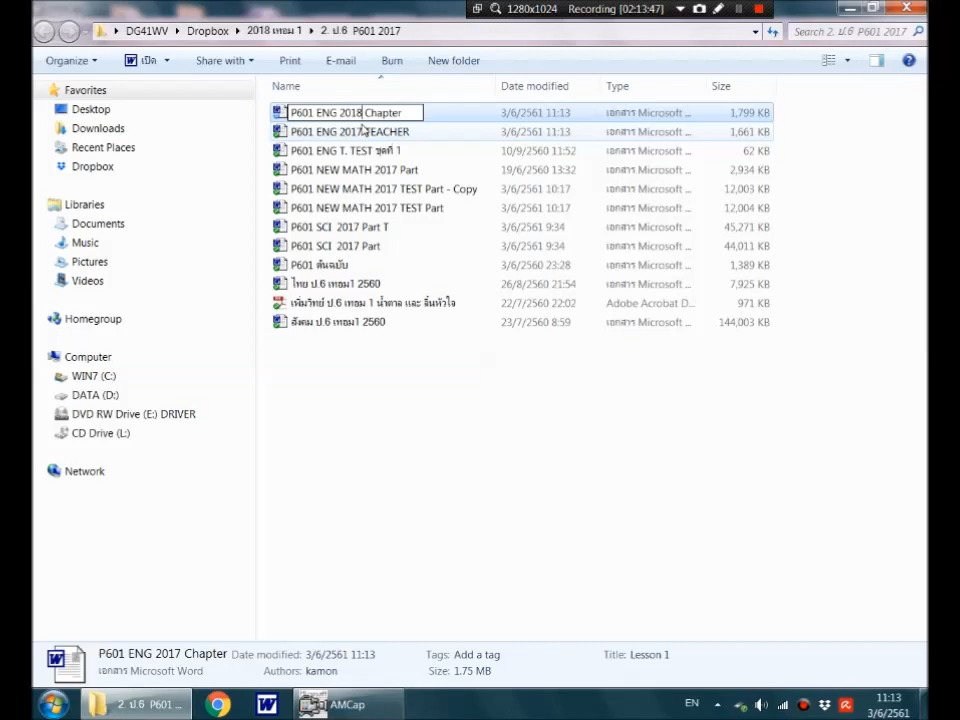 1280x1024 Recording [02:13:47]
DG41WV Dropbox 2018 เทอม 1 2. ป.6 P601 2017 Search 2. ป.6 P601 2017
Organize เปิด Share with Print E-mail Burn New folder
Favorites
Desktop
Downloads
Recent Places
Dropbox
Libraries
Documents
Music
Pictures
Videos
Homegroup
Computer
WIN7 (C:)
DATA (D:)
DVD RW Drive (E:) DRIVER
CD Drive (L:)
Network
Name Date modified Type Size
P601 ENG 2018 Chapter 3/6/2561 11:13 เอกสาร Microsoft ... 1,799 KB
P601 ENG 2017 TEACHER 3/6/2561 11:13 เอกสาร Microsoft ... 1,661 KB
P601 ENG T. TEST ชุดที่ 1 10/9/2560 11:52 เอกสาร Microsoft ... 62 KB
P601 NEW MATH 2017 Part 19/6/2560 13:32 เอกสาร Microsoft ... 2,934 KB
P601 NEW MATH 2017 TEST Part - Copy 3/6/2561 10:17 เอกสาร Microsoft ... 12,003 KB
P601 NEW MATH 2017 TEST Part 3/6/2561 10:17 เอกสาร Microsoft ... 12,004 KB
P601 SCI 2017 Part T 3/6/2561 9:34 เอกสาร Microsoft ... 45,271 KB
P601 SCI 2017 Part 3/6/2561 9:34 เอกสาร Microsoft ... 44,011 KB
P601 ต้นฉบับ 3/6/2560 23:28 เอกสาร Microsoft ... 1,389 KB
ไทย ป.6 เทอม1 2560 26/8/2560 21:54 เอกสาร Microsoft ... 7,925 KB
เพิ่มวิทย์ ป.6 เทอม 1 น้ำตาล และ ลิ้นหัวใจ 22/7/2560 22:02 Adobe Acrobat D... 971 KB
สังคม ป.6 เทอม1 2560 23/7/2560 8:59 เอกสาร Microsoft ... 144,003 KB
P601 ENG 2017 Chapter Date modified: 3/6/2561 11:13 Tags: Add a tag Title: Lesson 1
เอกสาร Microsoft Word Authors: kamon Size: 1.75 MB
2. ป.6 P601 ... AMCap EN 11:13
3/6/2561